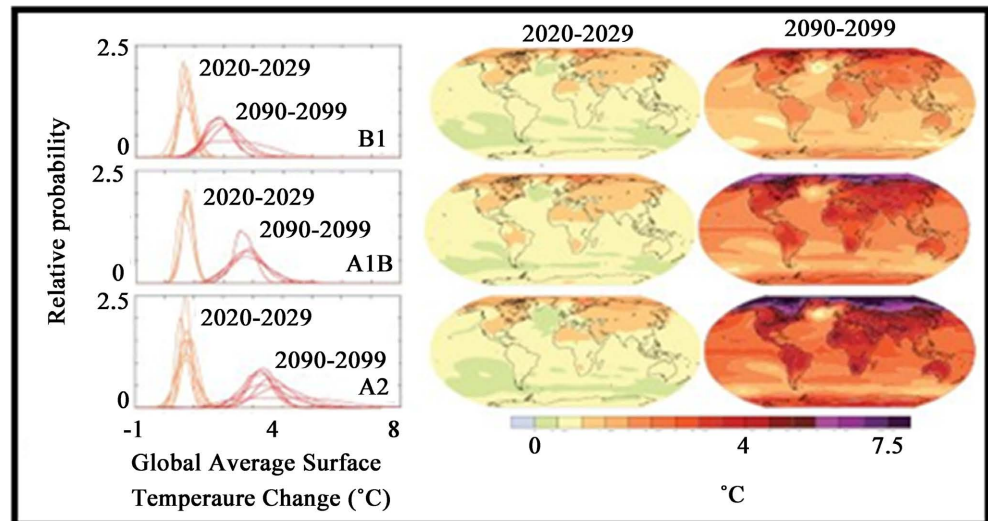 2020-2029 2090-2099
2.5
2020-2029
2090-2099
0
B1
2.5
2020-2029
2090-2099
0
A1B
2.5
2020-2029
2090-2099
A2
0
-1 4 8
Relative probability
Global Average Surface
Temperaure Change (°C)
0 4 7.5
°C